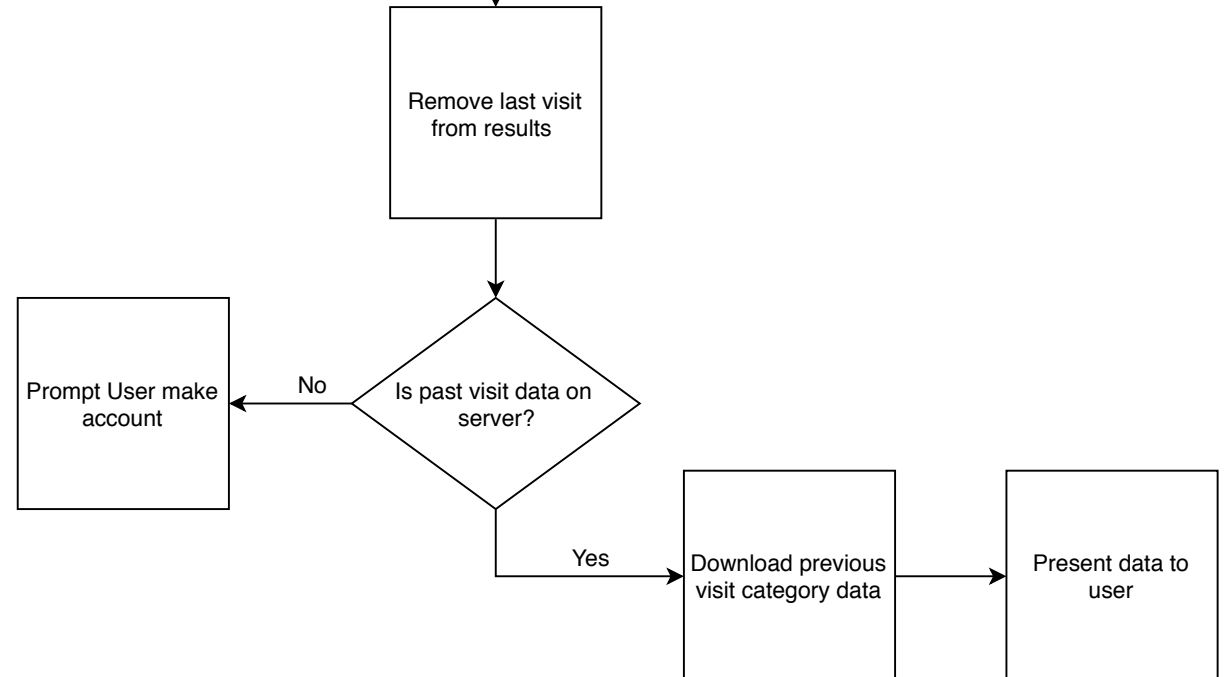 Remove last visit
from results
Prompt User make
account
No
Is past visit data on
server?
Yes
Download previous
visit category data
Present data to
user